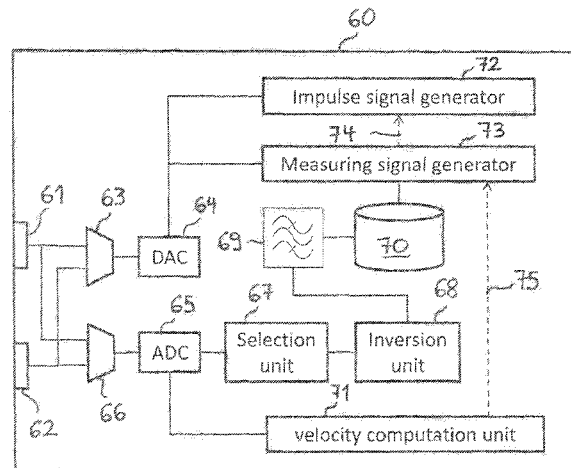 60
72
Impulse signal generator
74
73
Measuring signal generator
61
63
64
DAC
69
70
75
65
67
68
ADC
Selection
unit
Inversion
unit
62
66
71
velocity computation unit